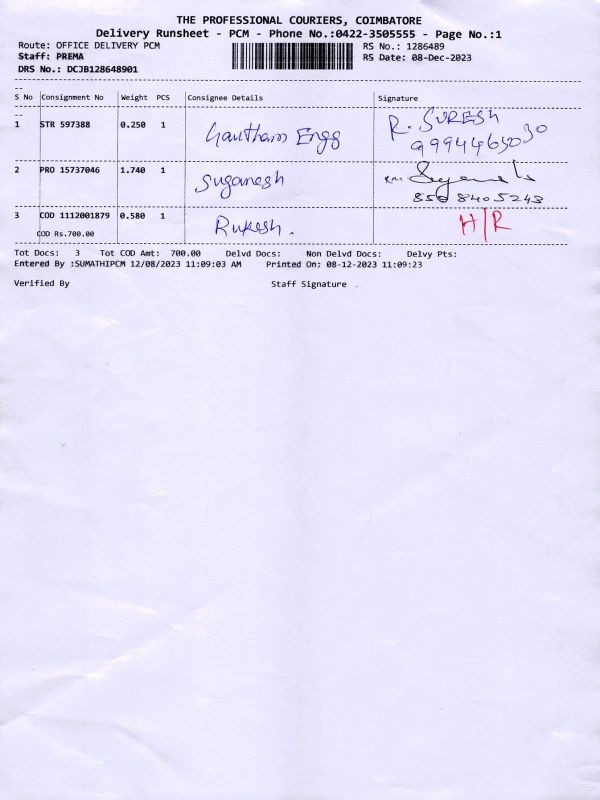 THE PROFESSIONAL COURIERS, COIMBATORE
Delivery Runsheet - PCM - Phone No.:0422-3505555 - Page No.:1
Route: OFFICE DELIVERY PCM RS No.: 1286489
Staff: PREMA RS Date: 08-Dec-2023
DRS No.: DCJB128648901
S No Consignment No Weight PCS Consignee Details Signature
1 STR 597388 0.250 1 Gautham Engg R. SURESH
2 PRO 15737046 1.740 1 Suganesh
3 COD 1112001879 0.580 1 Rukesh. H/R
COD Rs.700.00
Tot Docs: 3 Tot COD Amt: 700.00 Delvd Docs: Non Delvd Docs: Delvy Pts:
Entered By :SUMATHIPCM 12/08/2023 11:09:03 AM Printed On: 08-12-2023 11:09:23
Verified By Staff Signature